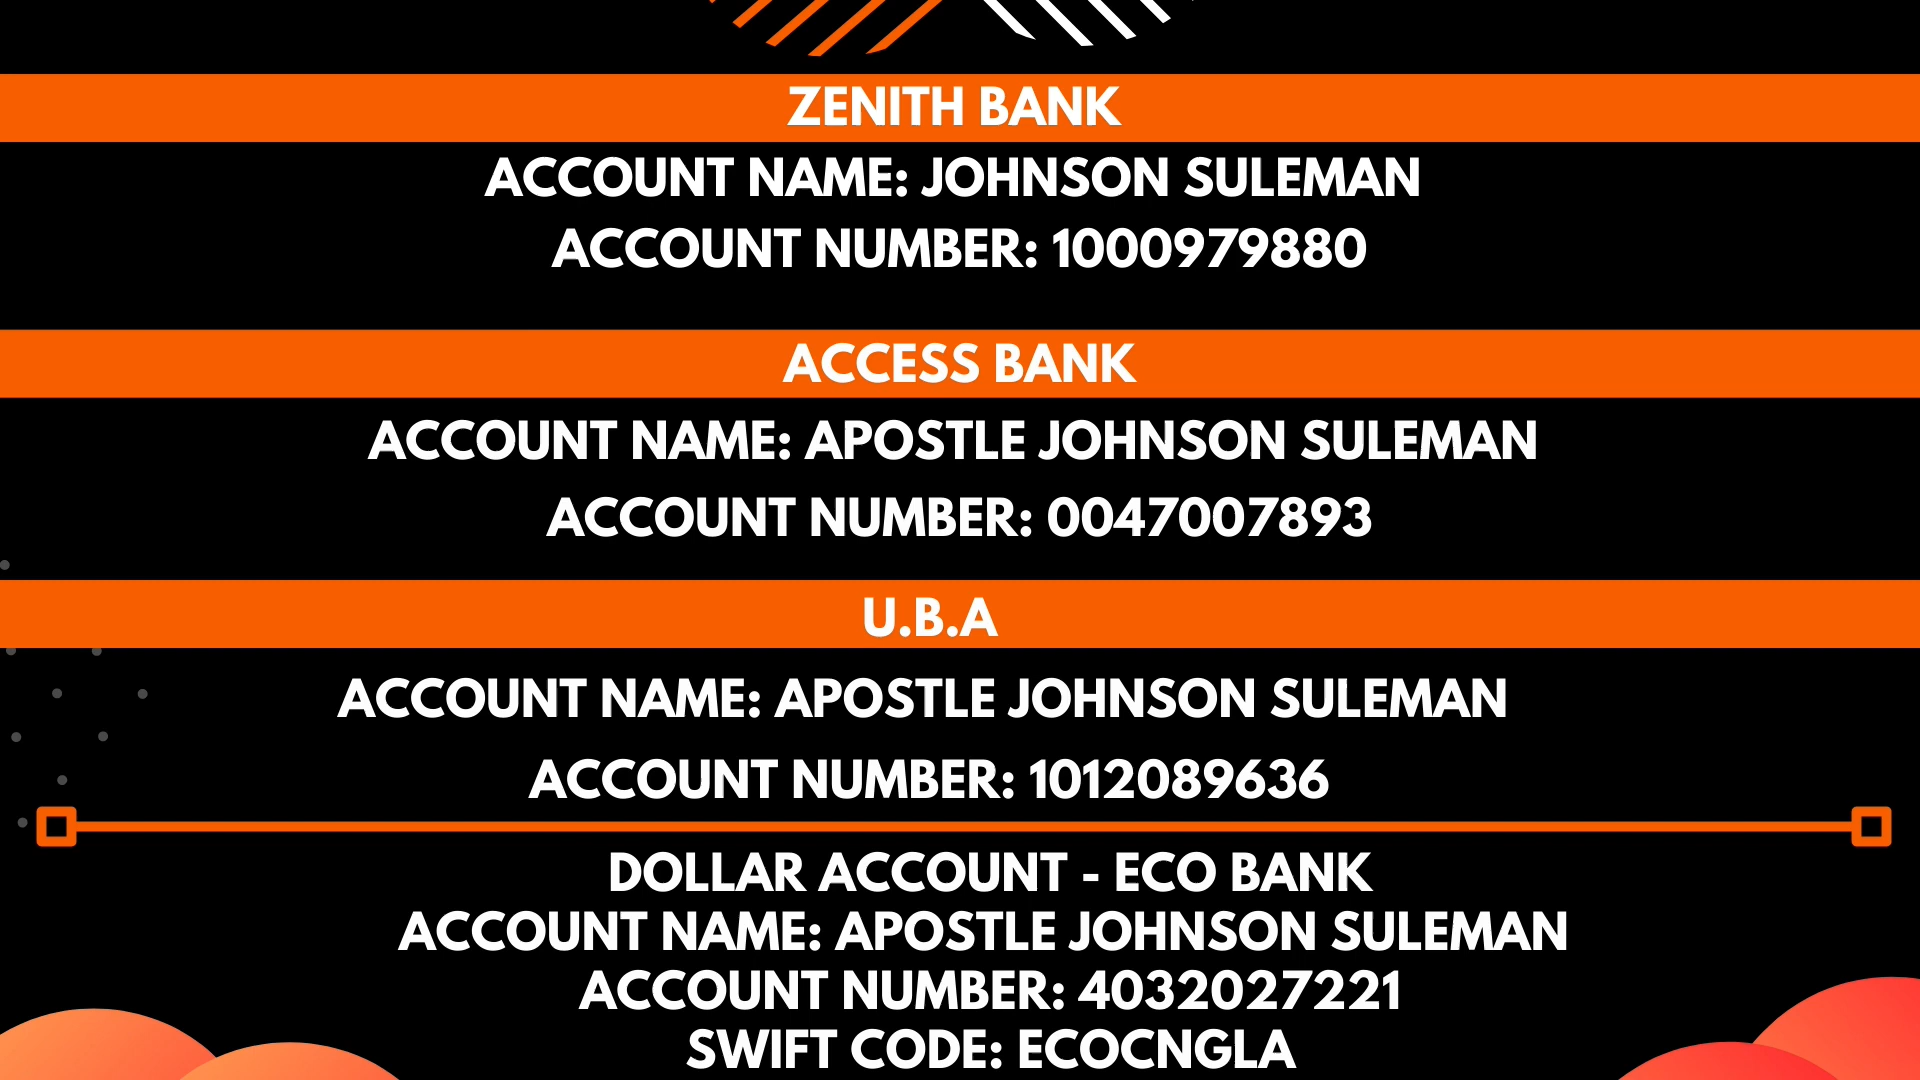 ZENITH BANK
ACCOUNT NAME: JOHNSON SULEMAN
ACCOUNT NUMBER: 1000979880
ACCESS BANK
ACCOUNT NAME: APOSTLE JOHNSON SULEMAN
ACCOUNT NUMBER: 0047007893
U.B.A
ACCOUNT NAME: APOSTLE JOHNSON SULEMAN
ACCOUNT NUMBER: 1012089636
DOLLAR ACCOUNT - ECO BANK
ACCOUNT NAME: APOSTLE JOHNSON SULEMAN
ACCOUNT NUMBER: 4032027221
SWIFT CODE: ECOCNGLA